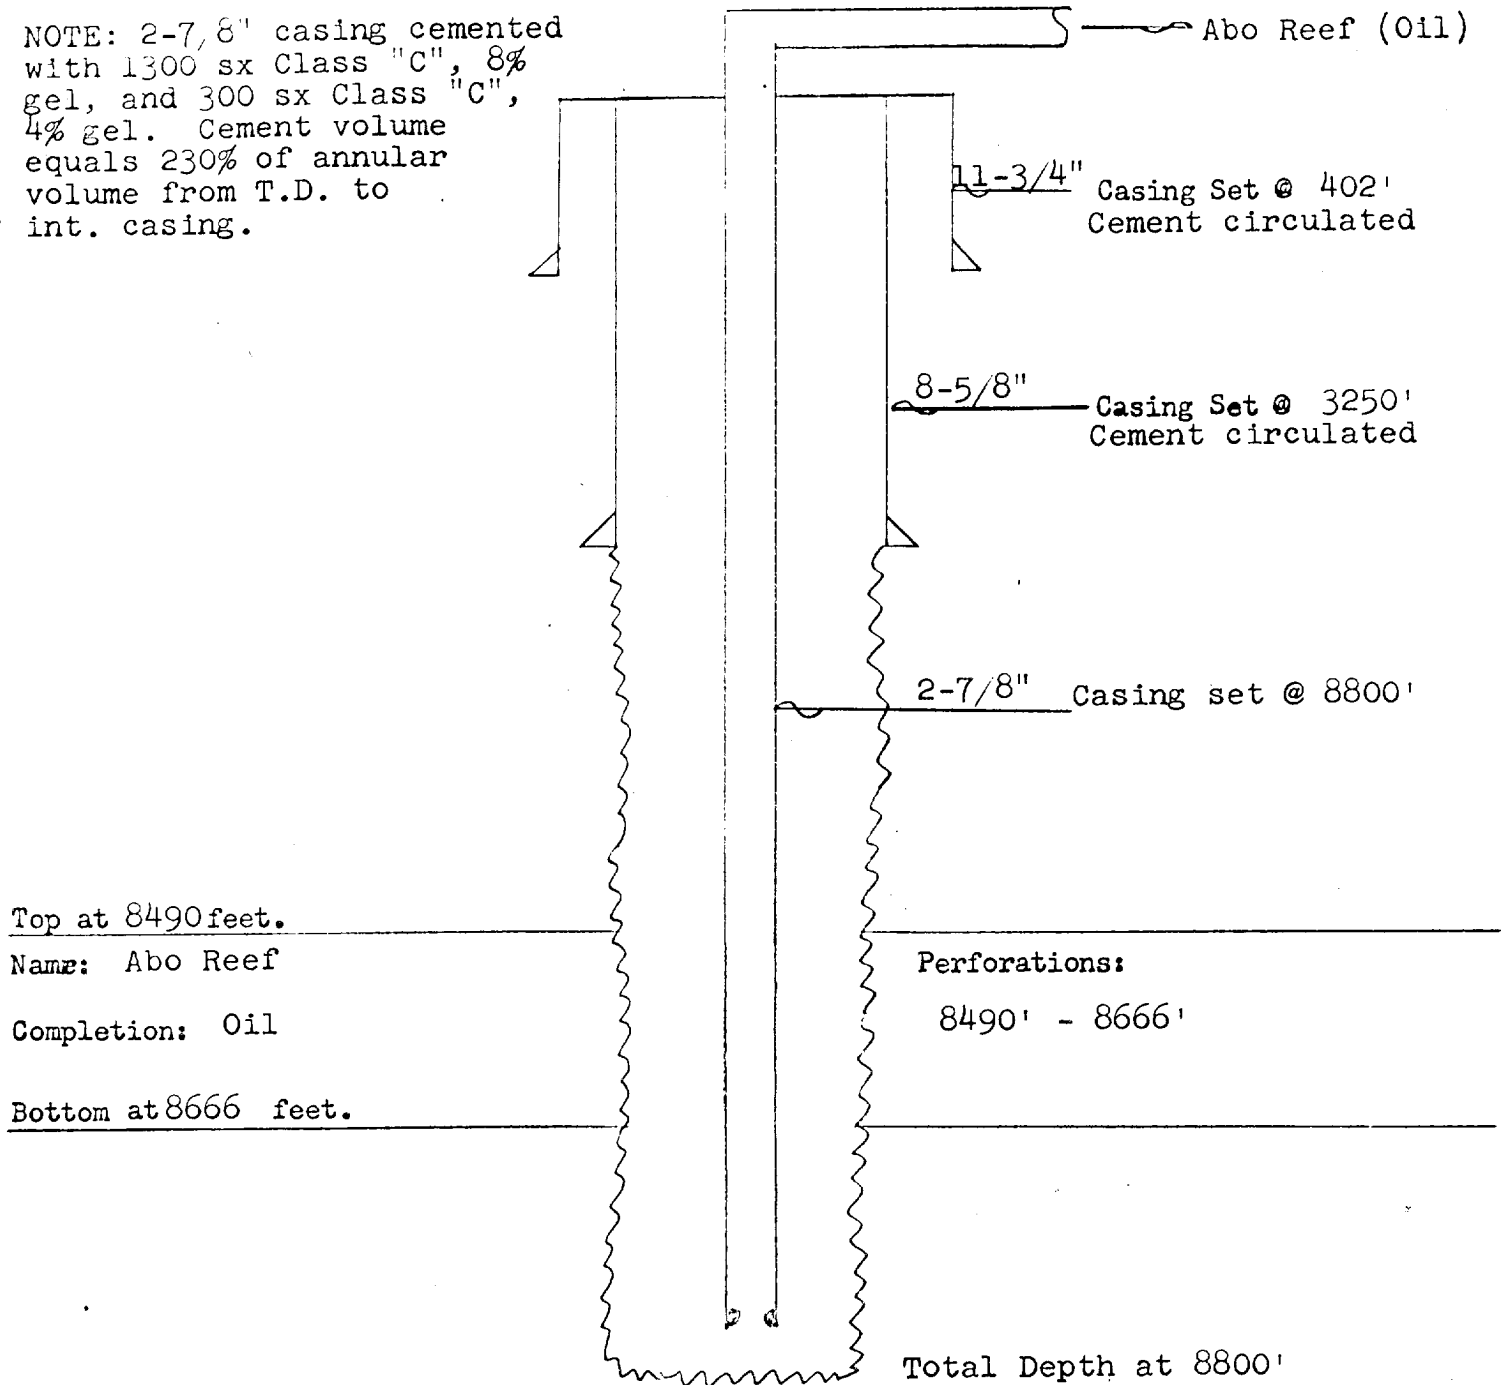 NOTE: 2-7/8" casing cemented
with 1300 sx Class "C", 8%
gel, and 300 sx Class "C",
4% gel. Cement volume
equals 230% of annular
volume from T.D. to
int. casing.
Abo Reef (Oil)
11-3/4" Casing Set @ 402'
Cement circulated
8-5/8" Casing Set @ 3250'
Cement circulated
2-7/8" Casing set @ 8800'
Top at 8490 feet.
Name: Abo Reef
Perforations:
Completion: Oil
8490' - 8666'
Bottom at 8666 feet.
Total Depth at 8800'